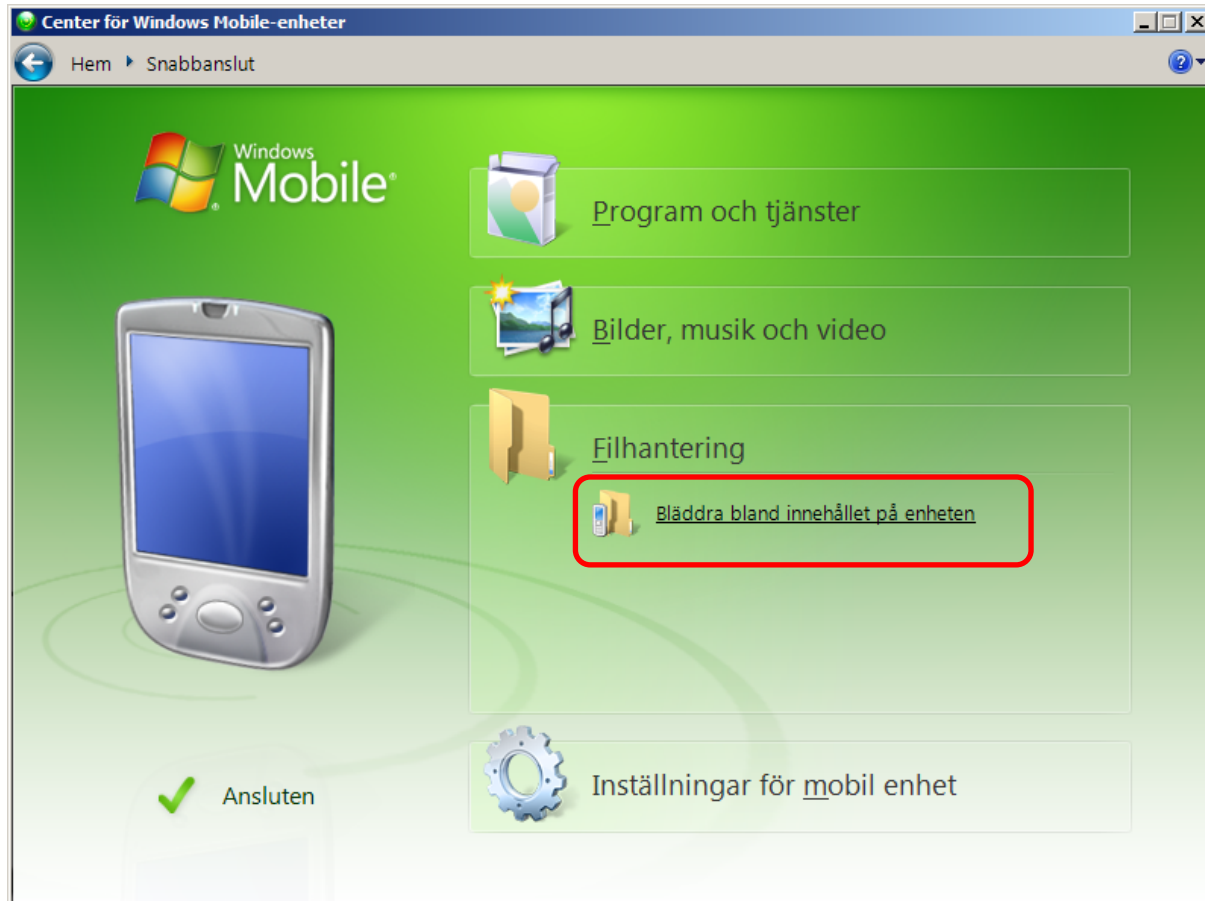 Center för Windows Mobile-enheter
Hem Snabbanslut
Windows
Mobile®
Program och tjänster
Bilder, musik och video
Filhantering
Bläddra bland innehållet på enheten
Inställningar för mobil enhet
Ansluten